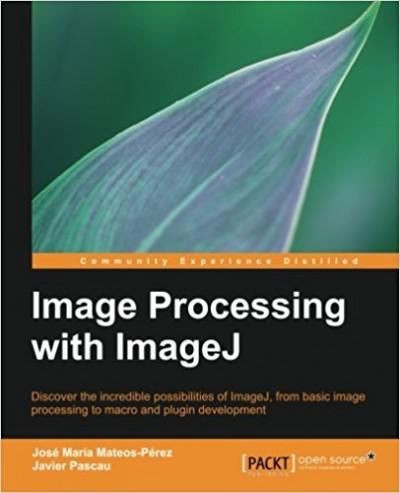 Community Experience Distilled
Image Processing
with ImageJ
Discover the incredible possibilities of ImageJ, from basic image
processing to macro and plugin development
José María Mateos-Pérez
Javier Pascau
[PACKT] open source*
PUBLISHING